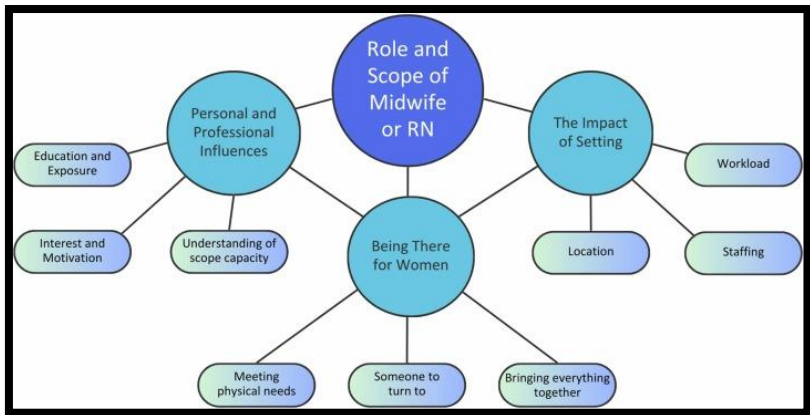 Role and
Scope of
Midwife
or RN
Personal and
Professional
Influences
The Impact
of Setting
Education and
Exposure
Workload
Interest and
Motivation
Understanding of
scope capacity
Being There
for Women
Location
Staffing
Meeting
physical needs
Someone to
turn to
Bringing everything
together